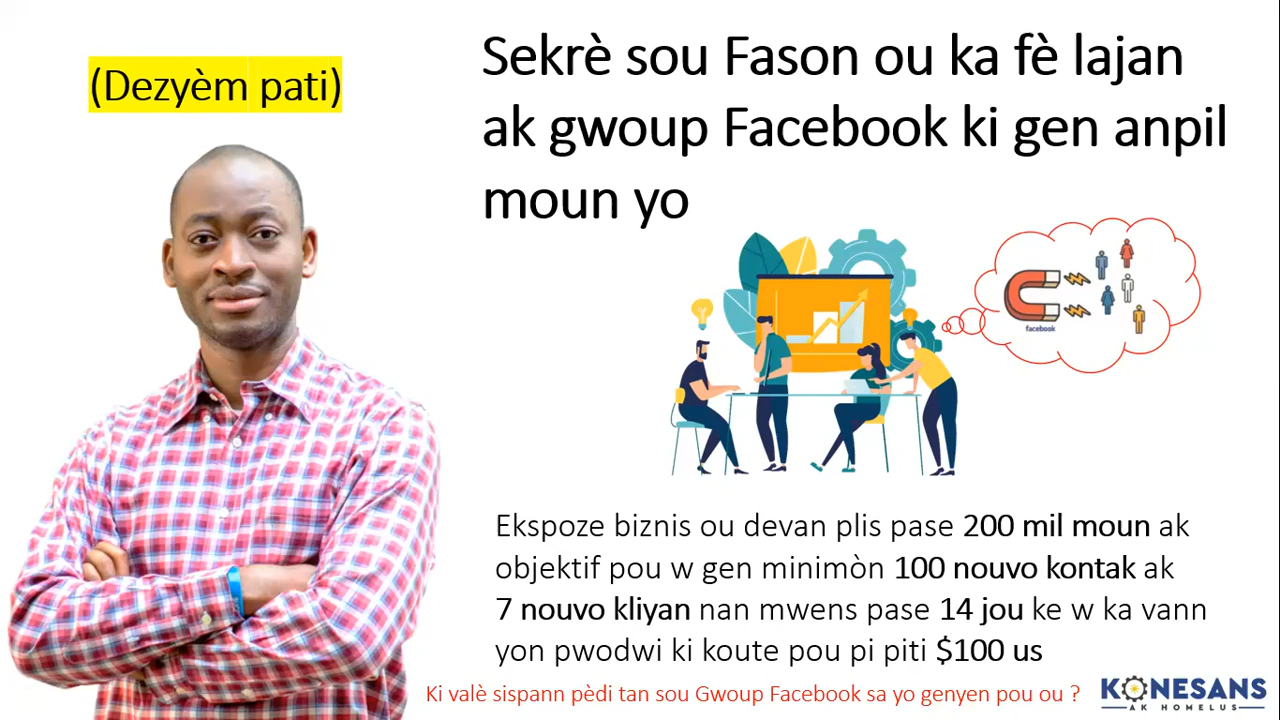 (Dezyèm pati)
Sekrè sou Fason ou ka fè lajan
ak gwoup Facebook ki gen anpil
moun yo
facebook
Ekspoze biznis ou devan plis pase 200 mil moun ak
objektif pou w gen minimòn 100 nouvo kontak ak
7 nouvo kliyan nan mwens pase 14 jou ke w ka vann
yon pwodwi ki koute pou pi piti $100 us
Ki valè sispann pèdi tan sou Gwoup Facebook sa yo genyen pou ou ?
KONESANS
AK HOMELUS